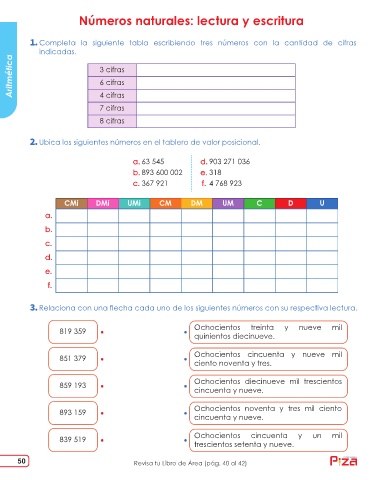 Números naturales: lectura y escritura
Aritmética
1. Completa la siguiente tabla escribiendo tres números con la cantidad de cifras
indicadas.
3 cifras
6 cifras
4 cifras
7 cifras
8 cifras
2. Ubica los siguientes números en el tablero de valor posicional.
a. 63 545
d. 903 271 036
b. 893 600 002
e. 318
c. 367 921
f. 4 768 923
CMi DMi UMi CM DM UM C D U
a.
b.
c.
d.
e.
f.
3. Relaciona con una flecha cada uno de los siguientes números con su respectiva lectura.
819 359
Ochocientos treinta y nueve mil
quinientos diecinueve.
851 379
Ochocientos cincuenta y nueve mil
ciento noventa y tres.
859 193
Ochocientos diecinueve mil trescientos
cincuenta y nueve.
893 159
Ochocientos noventa y tres mil ciento
cincuenta y nueve.
839 519
Ochocientos cincuenta y un mil
trescientos setenta y nueve.
50
Revisa tu Libro de Área (pág. 40 al 42)
Pza